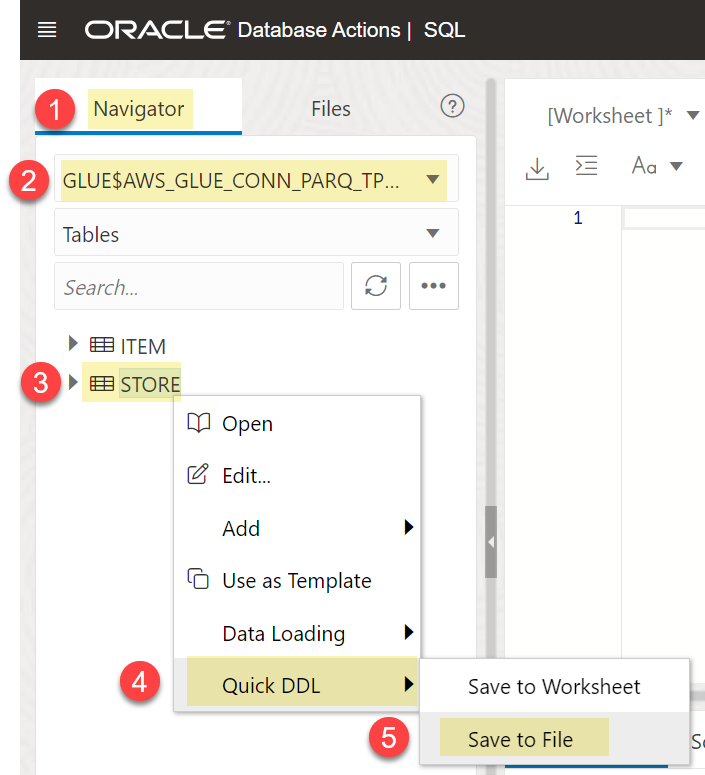 ORACLE® Database Actions | SQL
1 Navigator Files ?
[Worksheet ]*
2 GLUE$AWS_GLUE_CONN_PARQ_TP...
Aa
Tables
1
Search...
ITEM
3 STORE
Open
Edit...
Add
Use as Template
Data Loading
4 Quick DDL
Save to Worksheet
5 Save to File